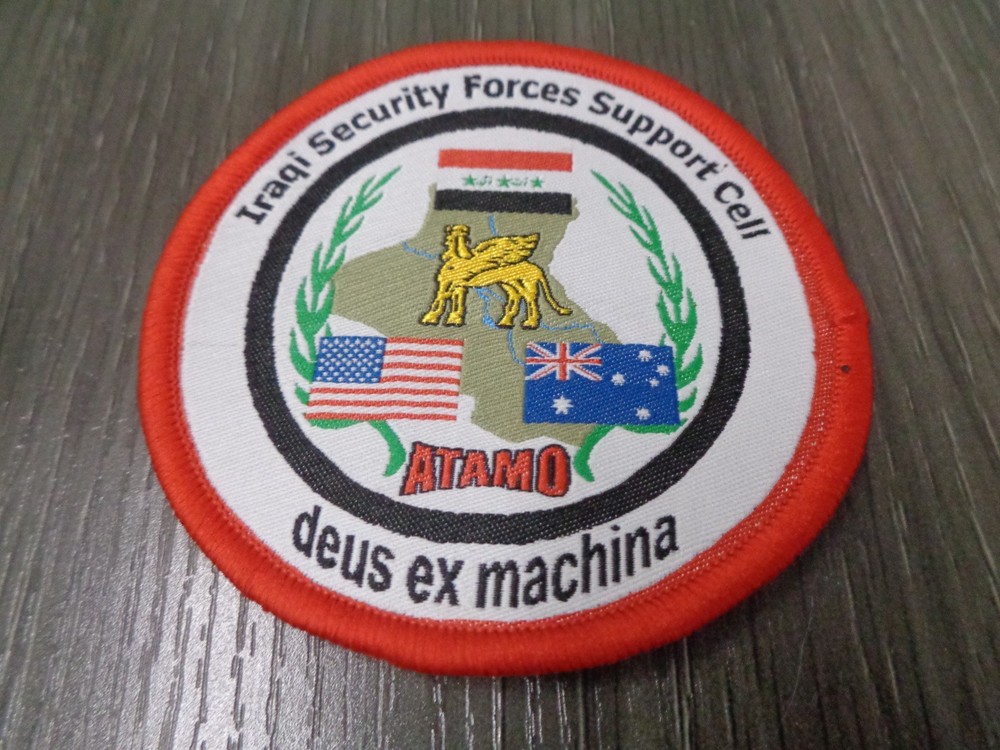 Iraqi Security Forces Support Cell
ATAMO
deus ex machina